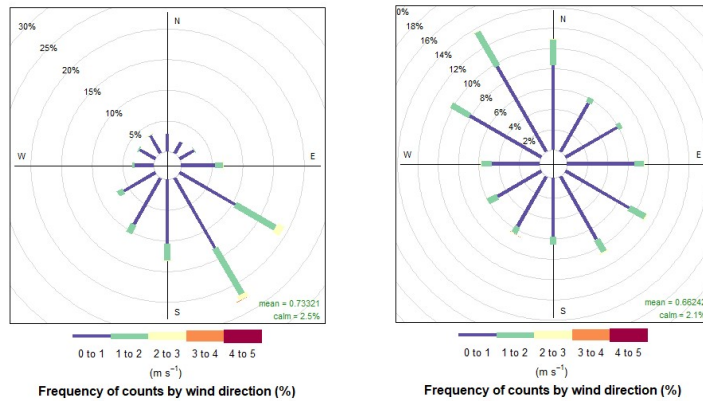 N
30%
25%
20%
15%
10%
5%
W
E
S
mean = 0.73321
calm = 2.5%
0 to 1 1 to 2 2 to 3 3 to 4 4 to 5
(m s⁻¹)
Frequency of counts by wind direction (%)
N
0%
18%
16%
14%
12%
10%
8%
6%
4%
2%
W
E
S
mean = 0.66242
calm = 2.1%
0 to 1 1 to 2 2 to 3 3 to 4 4 to 5
(m s⁻¹)
Frequency of counts by wind direction (%)